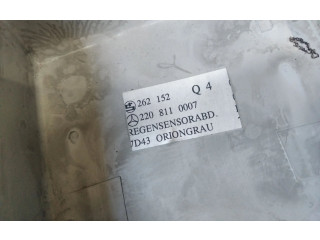 262 152 Q 4
220 811 0007
REGENSENSORABD.
7D43 ORIONGRAU